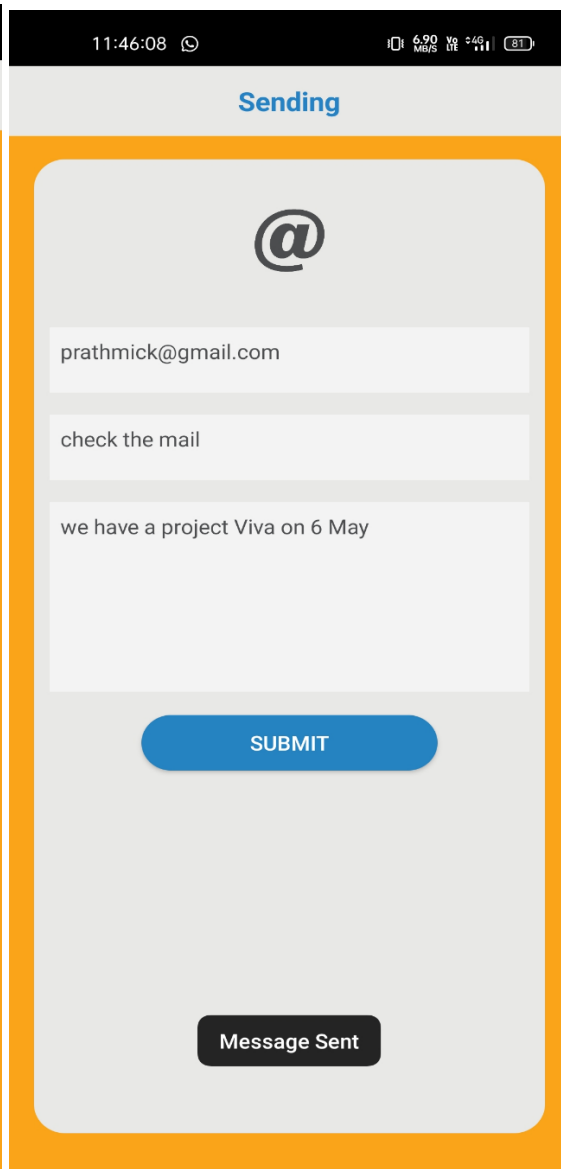 11:46:08 6.90 MB/S Vo LTE 4G 81
Sending
@
prathmick@gmail.com
check the mail
we have a project Viva on 6 May
SUBMIT
Message Sent